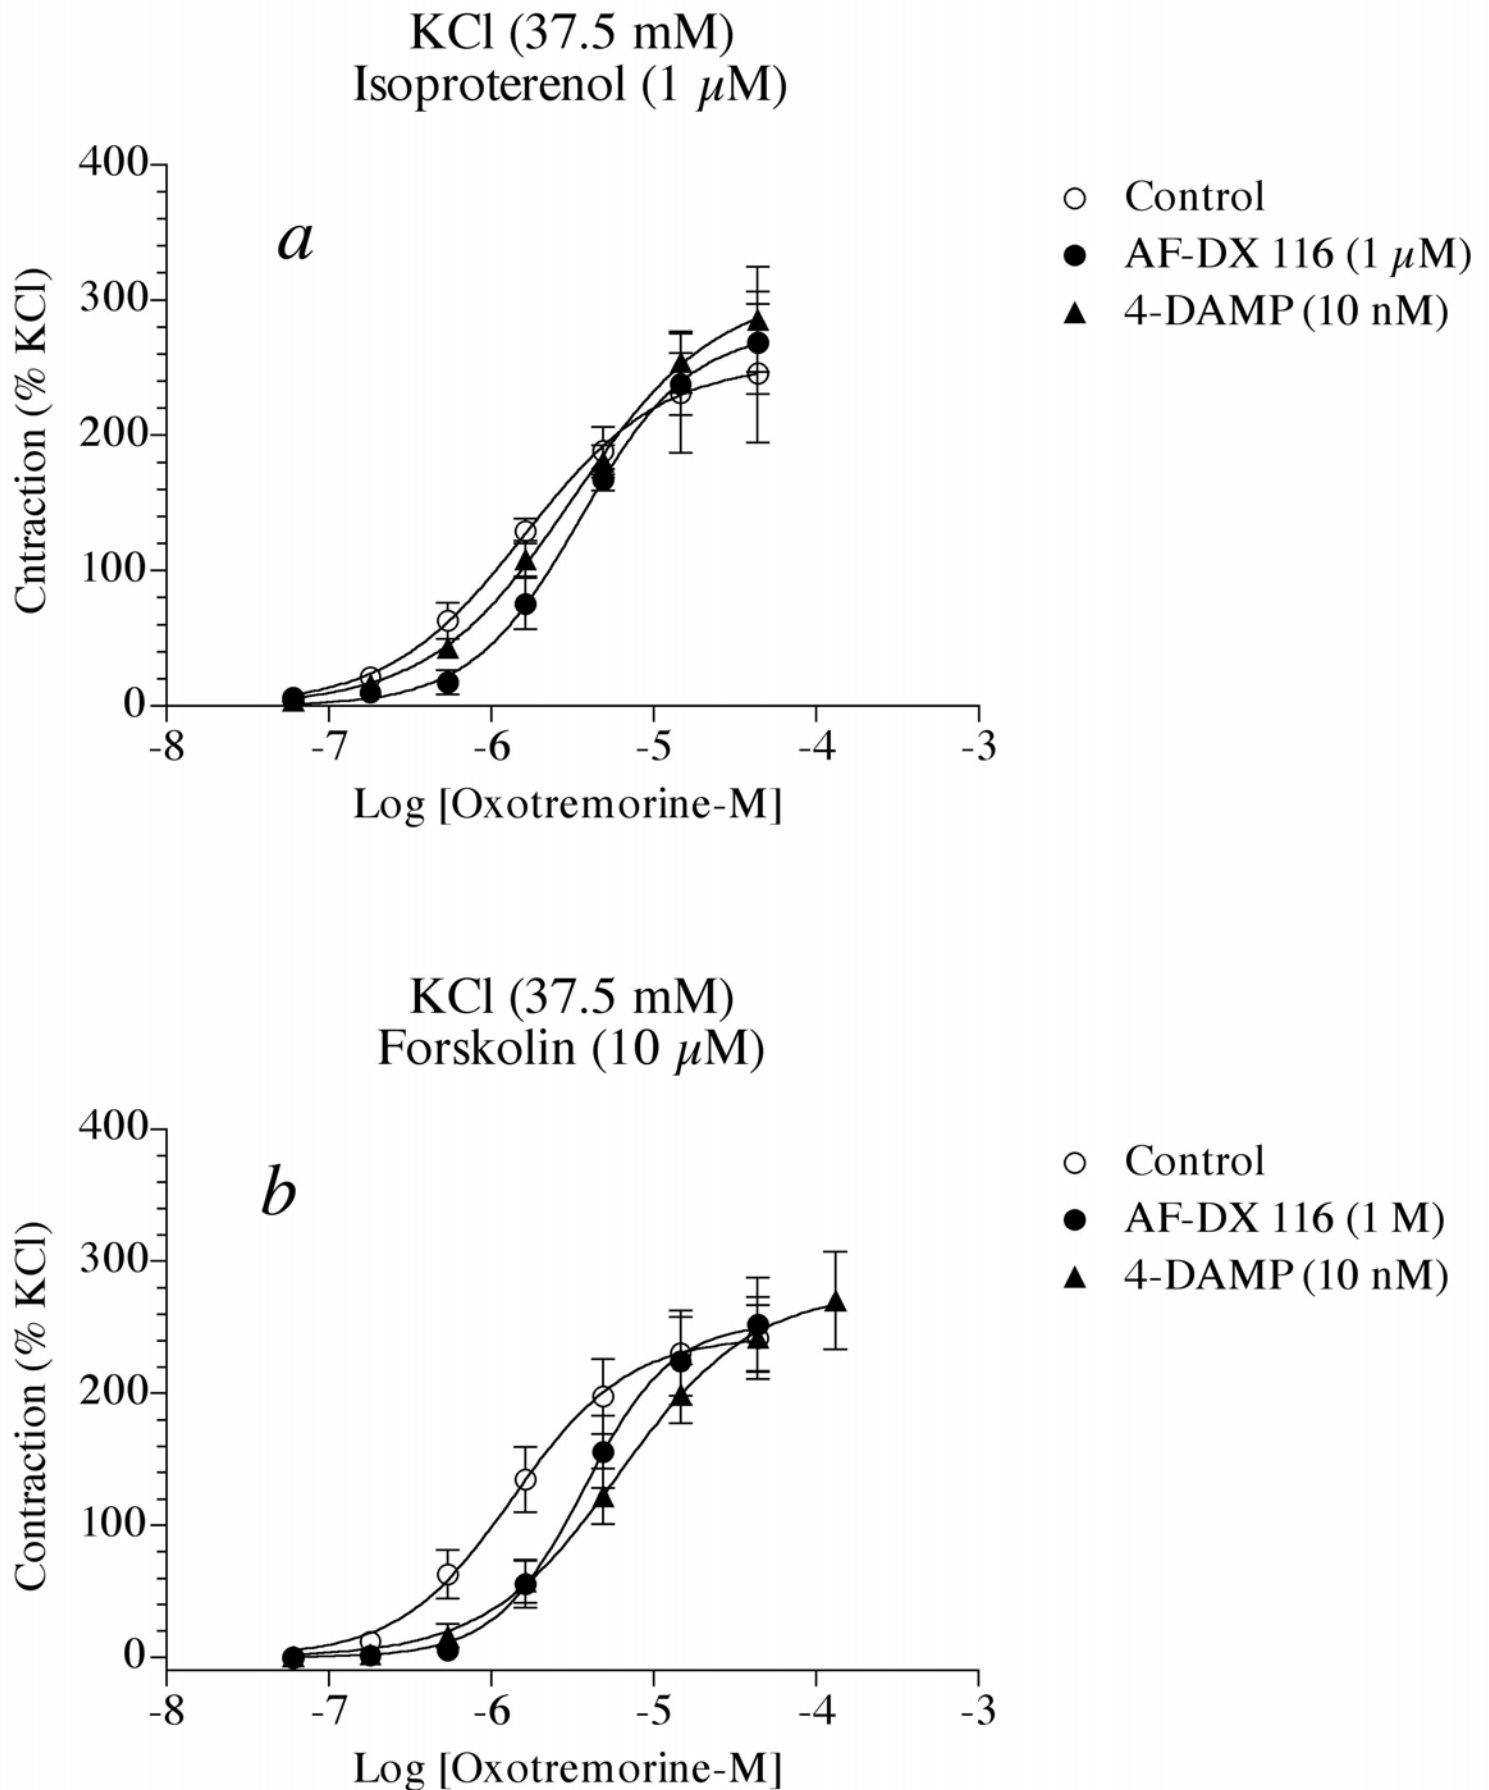 KCl (37.5 mM)
Isoproterenol (1 µM)
400
300
200
100
0
Cntraction (% KCl)
a
Control
AF-DX 116 (1 µM)
4-DAMP (10 nM)
-8 -7 -6 -5 -4 -3
Log [Oxotremorine-M]
KCl (37.5 mM)
Forskolin (10 µM)
400
300
200
100
0
Contraction (% KCl)
b
Control
AF-DX 116 (1 M)
4-DAMP (10 nM)
-8 -7 -6 -5 -4 -3
Log [Oxotremorine-M]